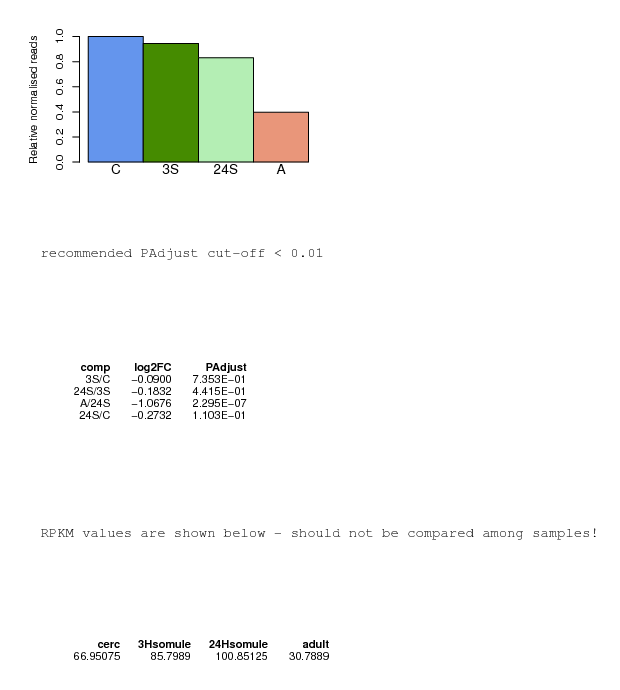 Relative normalised reads
1.0
0.8
0.6
0.4
0.2
0.0
C 3S 24S A
recommended PAdjust cut-off < 0.01
comp log2FC PAdjust
3S/C −0.0900 7.353E−01
24S/3S −0.1832 4.415E−01
A/24S −1.0676 2.295E−07
24S/C −0.2732 1.103E−01
RPKM values are shown below - should not be compared among samples!
cerc 3Hsomule 24Hsomule adult
66.95075 85.7989 100.85125 30.7889